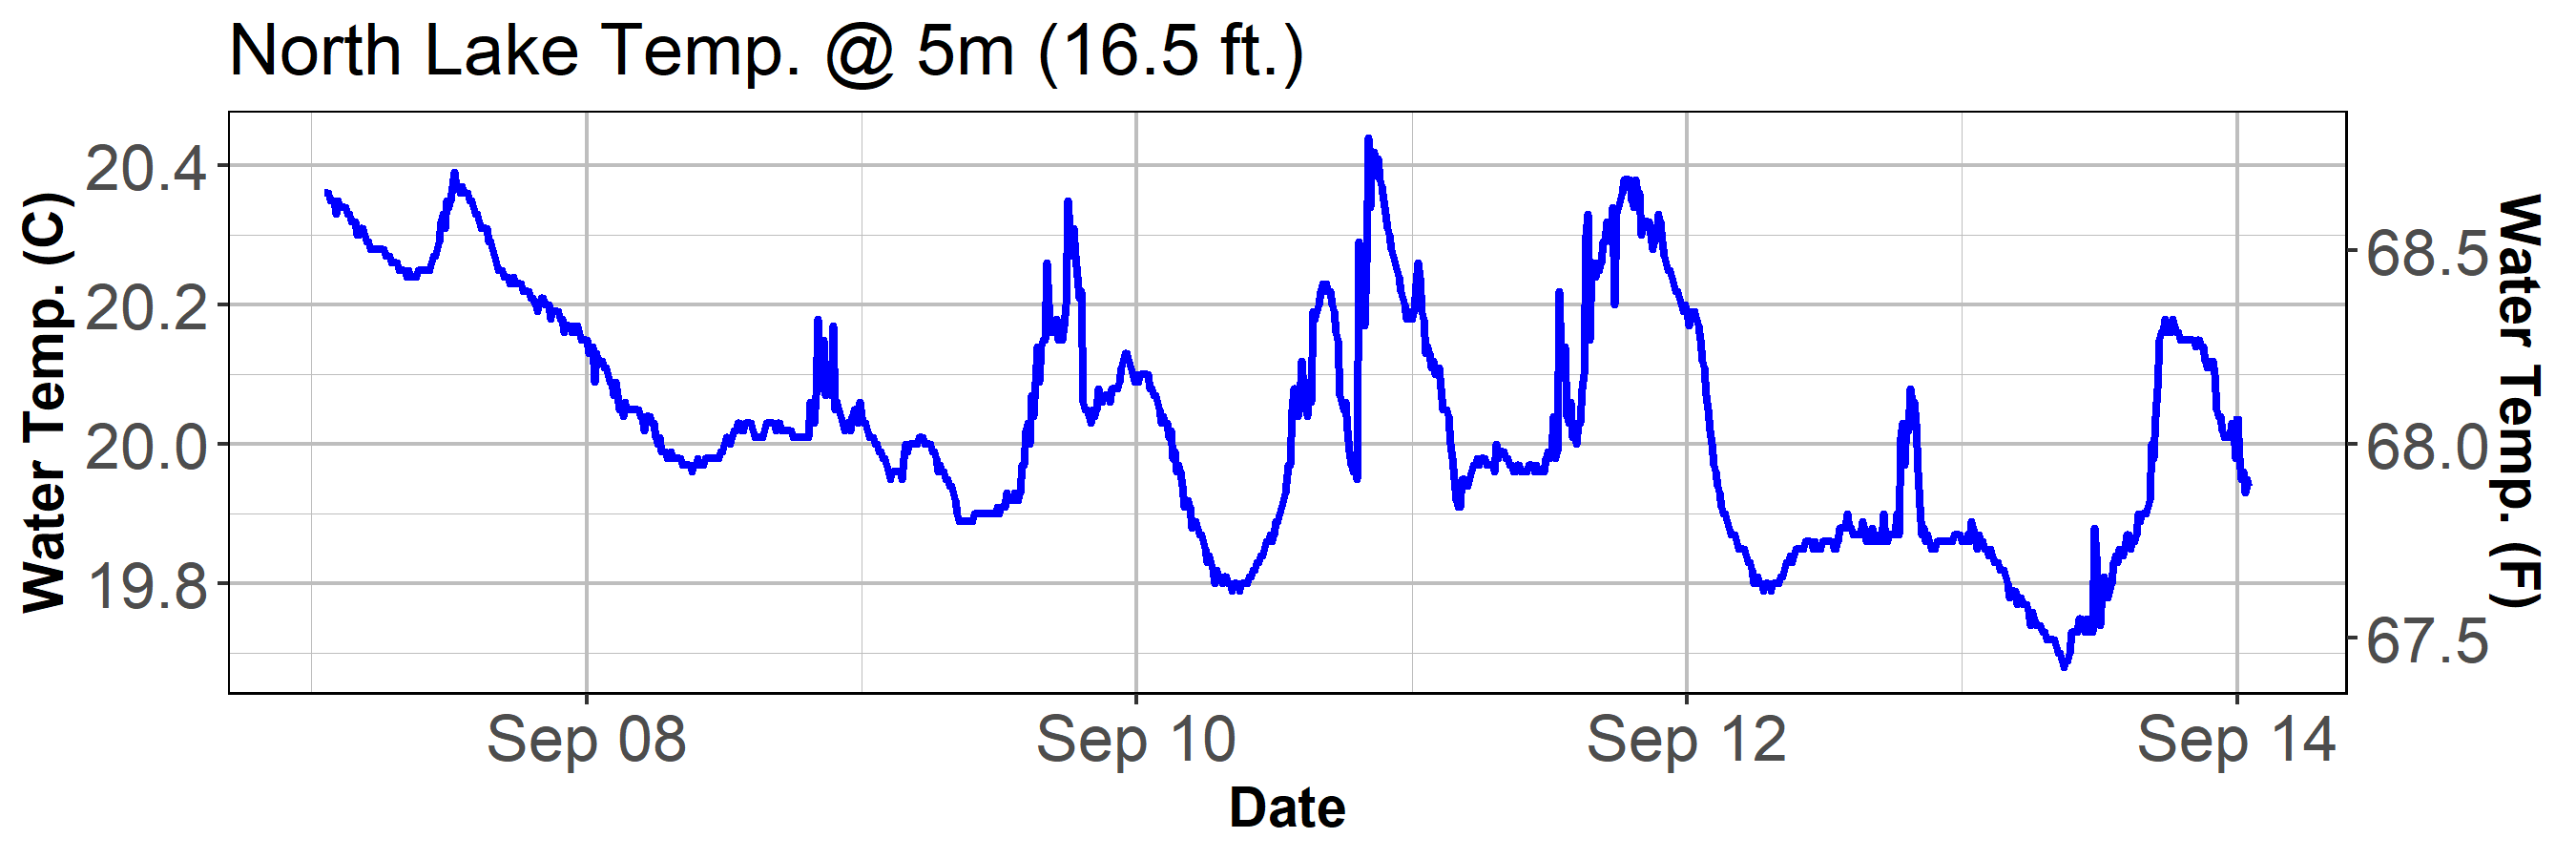 North Lake Temp. @ 5m (16.5 ft.)
Water Temp. (C)
20.4
20.2
20.0
19.8
68.5
68.0
67.5
Water Temp. (F)
Sep 08 Sep 10 Sep 12 Sep 14
Date